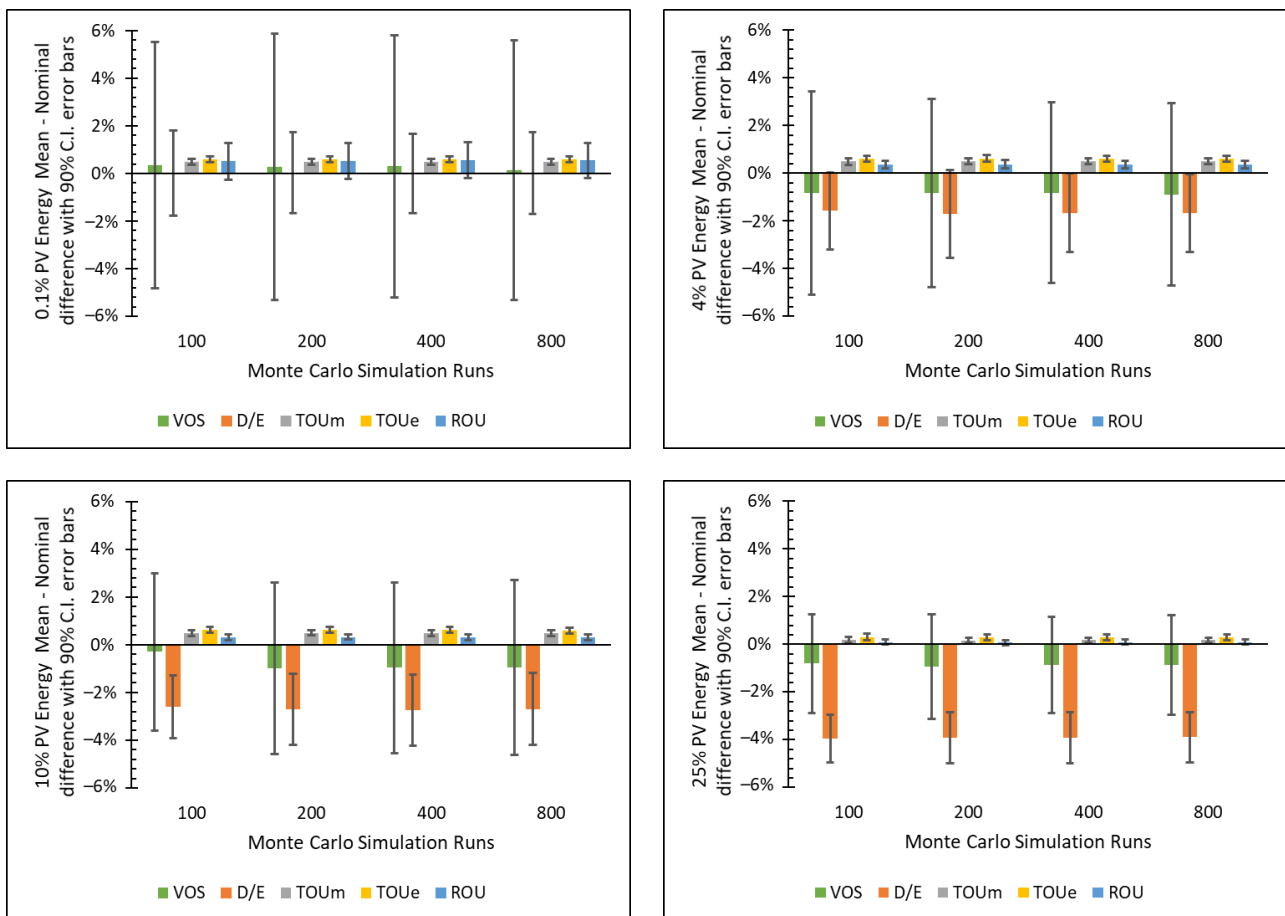 0.1% PV Energy Mean - Nominal
difference with 90% C.I. error bars
6%
4%
2%
0%
−2%
−4%
−6%
100 200 400 800
Monte Carlo Simulation Runs
VOS D/E TOUm TOUe ROU
4% PV Energy Mean - Nominal
difference with 90% C.I. error bars
6%
4%
2%
0%
−2%
−4%
−6%
100 200 400 800
Monte Carlo Simulation Runs
VOS D/E TOUm TOUe ROU
10% PV Energy Mean - Nominal
difference with 90% C.I. error bars
6%
4%
2%
0%
−2%
−4%
−6%
100 200 400 800
Monte Carlo Simulation Runs
VOS D/E TOUm TOUe ROU
25% PV Energy Mean - Nominal
difference with 90% C.I. error bars
6%
4%
2%
0%
−2%
−4%
−6%
100 200 400 800
Monte Carlo Simulation Runs
VOS D/E TOUm TOUe ROU